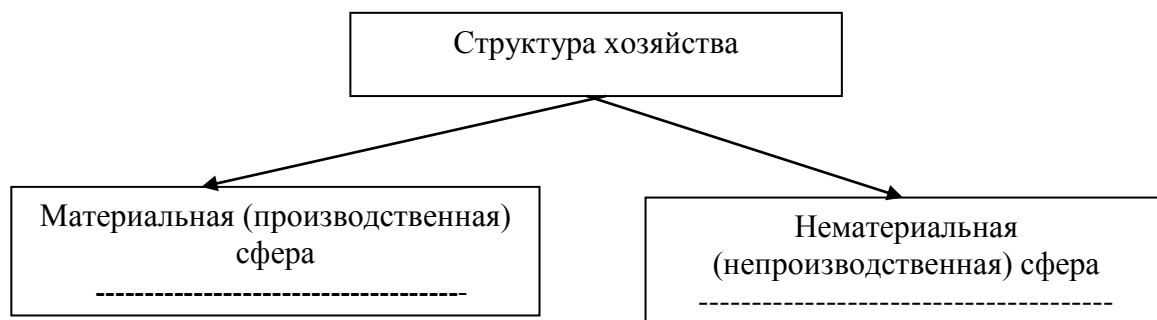 Структура хозяйства
Материальная (производственная)
сфера
--------------------------------------
Нематериальная
(непроизводственная) сфера
---------------------------------------